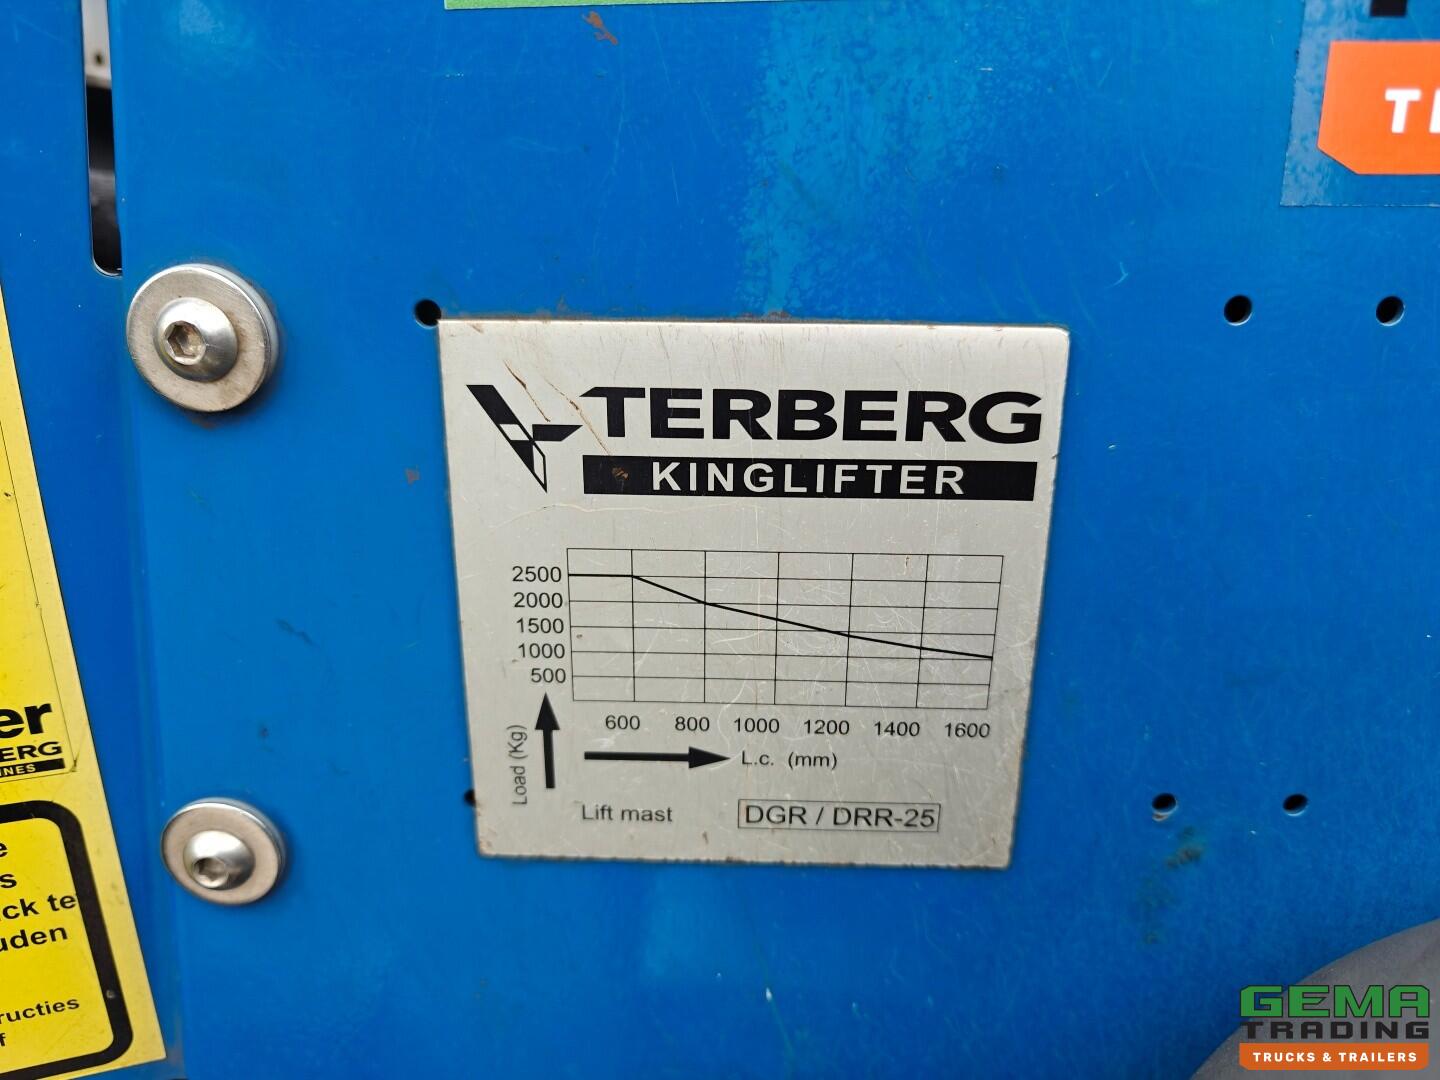 TERBERG
KINGLIFTER
2500
2000
1500
1000
500
600 800 1000 1200 1400 1600
Load (Kg)
L.c. (mm)
Lift mast DGR / DRR-25
er
ERG
NES
e
s
ck te
uden
ructies
f
GEMA
TRADING
TRUCKS & TRAILERS